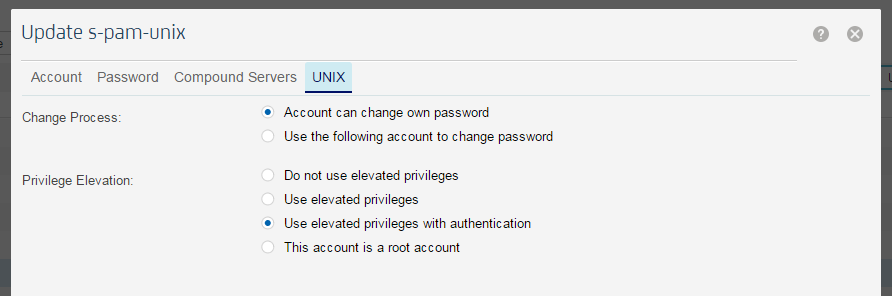 Update s-pam-unix
?
Account Password Compound Servers UNIX
Change Process:
Account can change own password
Use the following account to change password
Privilege Elevation:
Do not use elevated privileges
Use elevated privileges
Use elevated privileges with authentication
This account is a root account